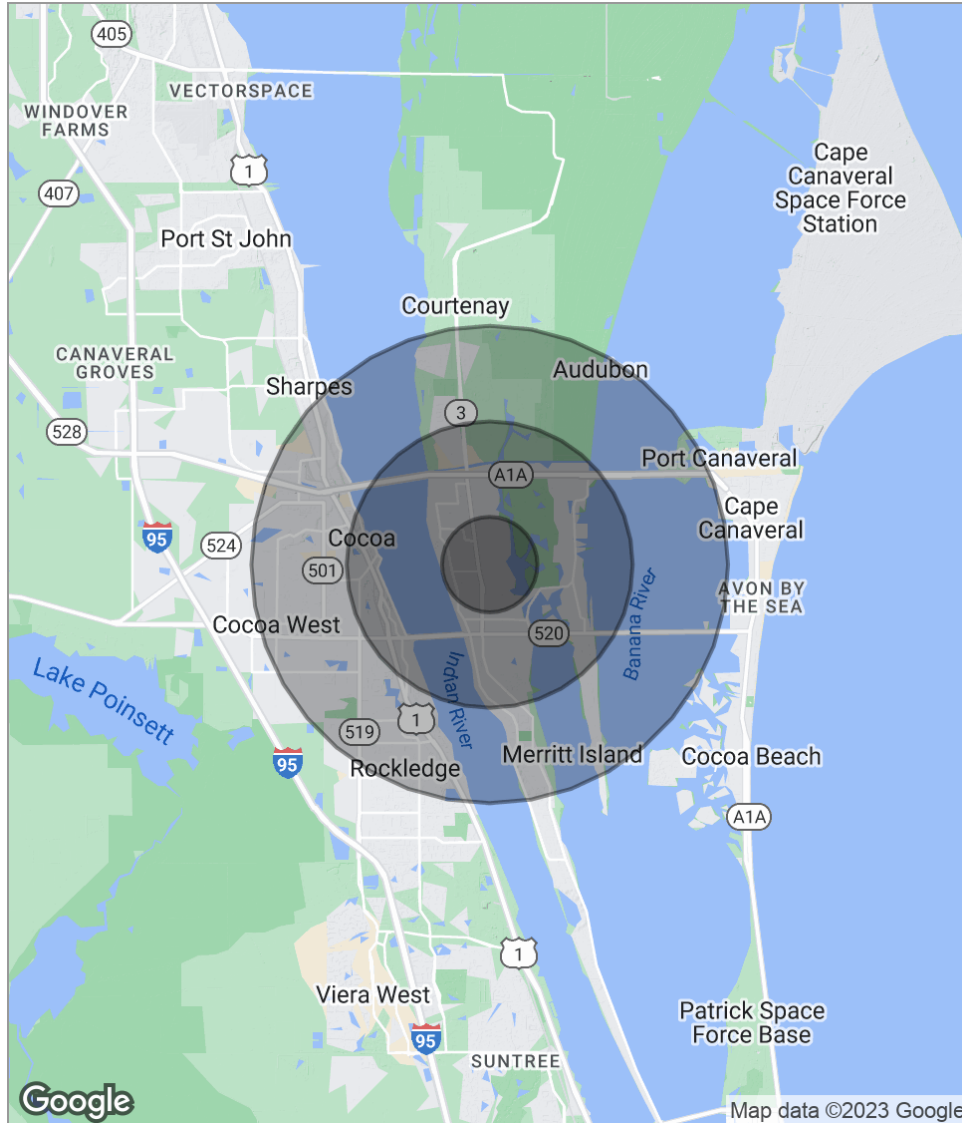 405
VECTORSPACE
WINDOVER
FARMS
1
407
Cape
Canaveral
Space Force
Station
Port St John
Courtenay
CANAVERAL
GROVES
Audubon
Sharpes
3
528
Port Canaveral
A1A
Cape
Canaveral
95
524
Cocoa
501
AVON BY
THE SEA
Cocoa West
520
Banana River
Indian River
Lake Poinsett
1
519
95
Rockledge
Merritt Island
Cocoa Beach
A1A
1
Viera West
Patrick Space
Force Base
95
SUNTREE
Google
Map data ©2023 Google